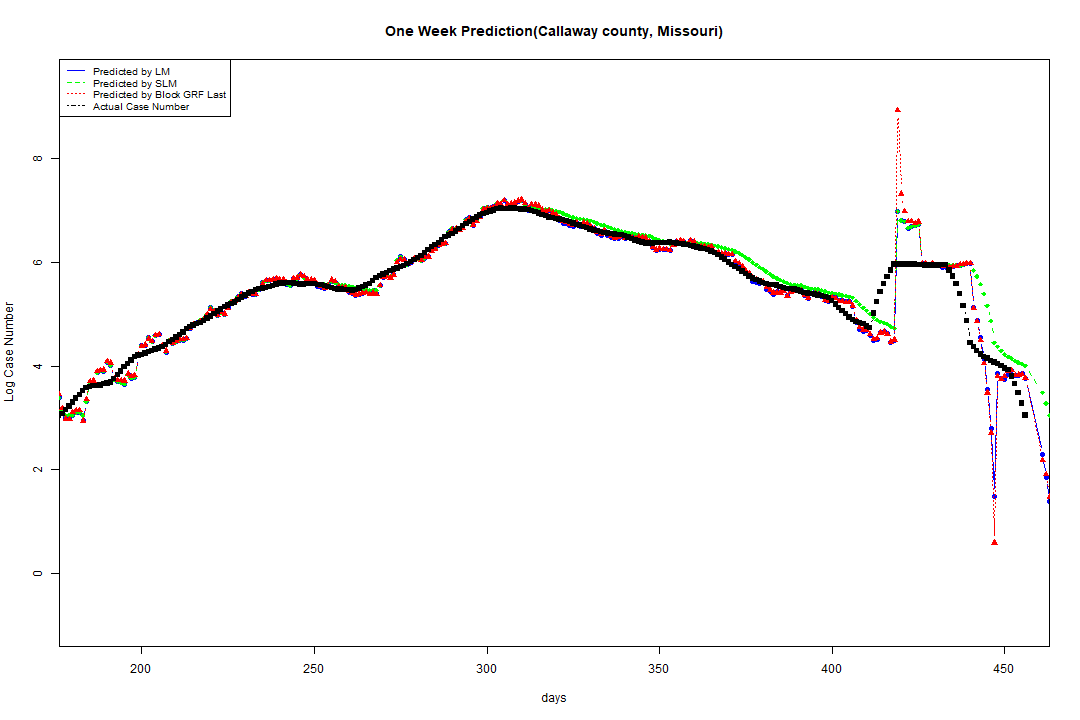 One Week Prediction(Callaway county, Missouri)
Predicted by LM
Predicted by SLM
Predicted by Block GRF Last
Actual Case Number
Log Case Number
8
6
4
2
0
200 250 300 350 400 450
days